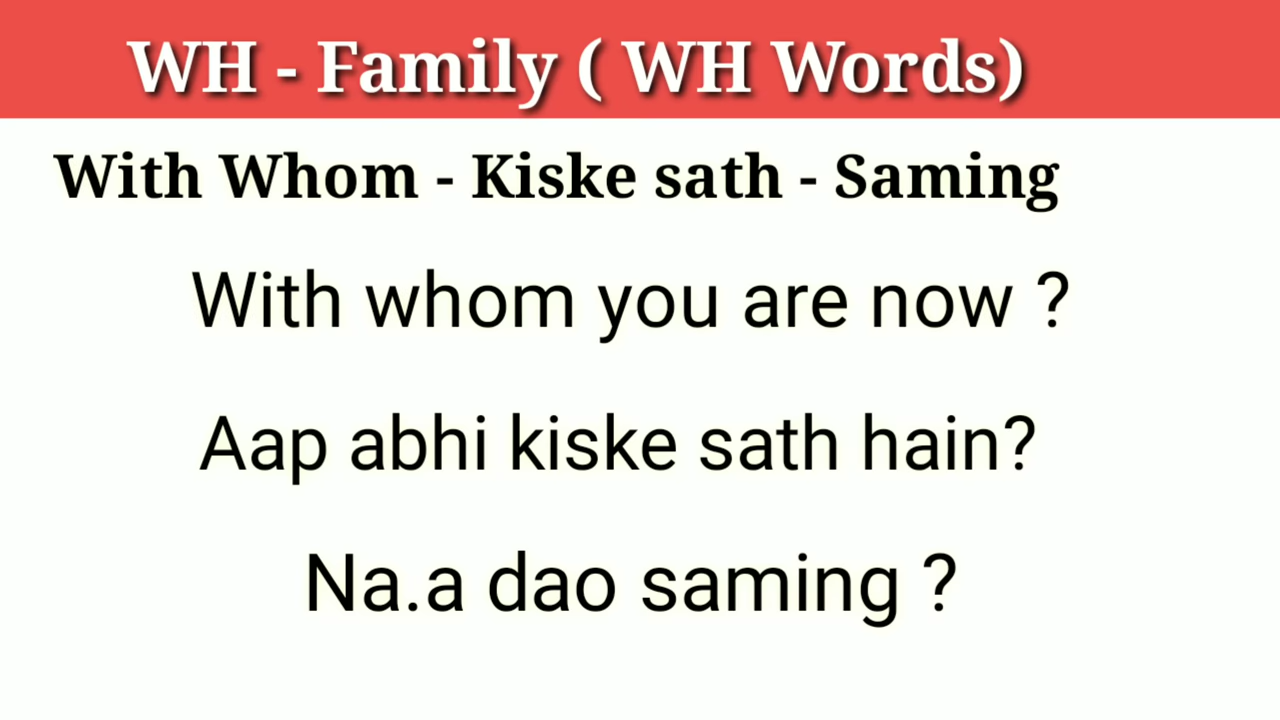 WH - Family ( WH Words)
With Whom - Kiske sath - Saming
With whom you are now ?
Aap abhi kiske sath hain?
Na.a dao saming ?